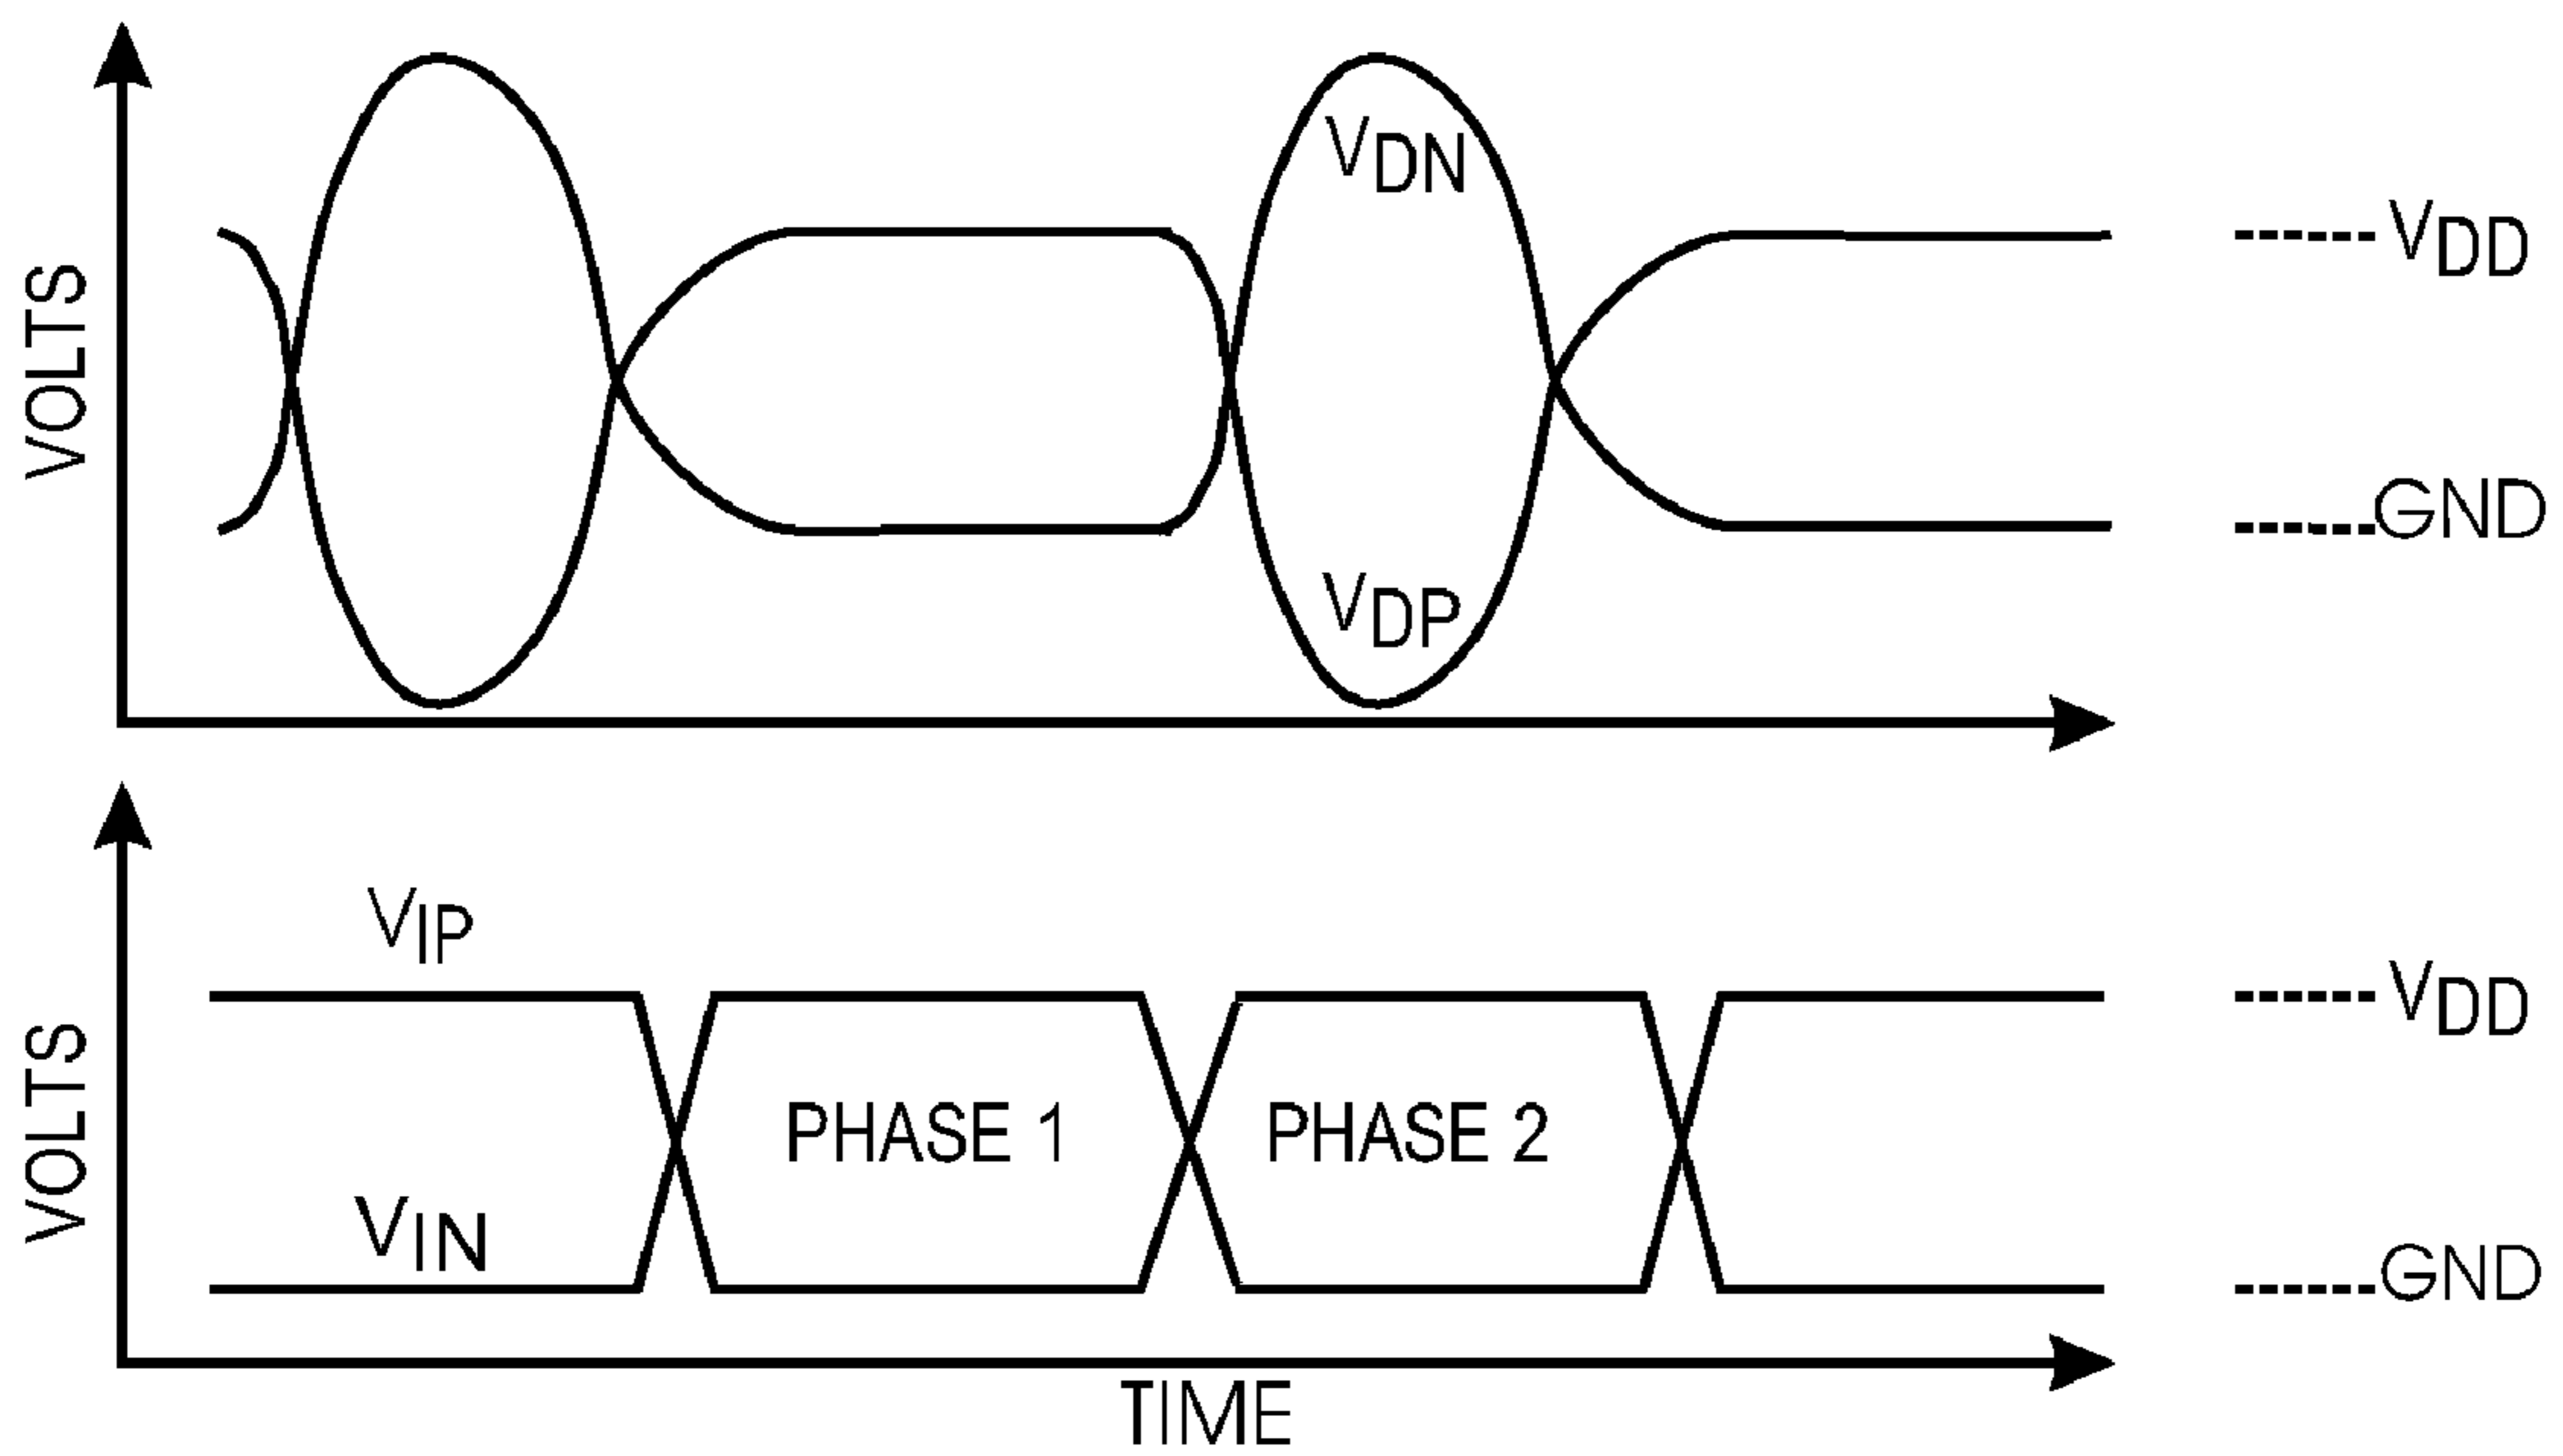 VOLTS
VDN
VDD
GND
VDP
VOLTS
VIP
VDD
PHASE 1
PHASE 2
VIN
GND
TIME